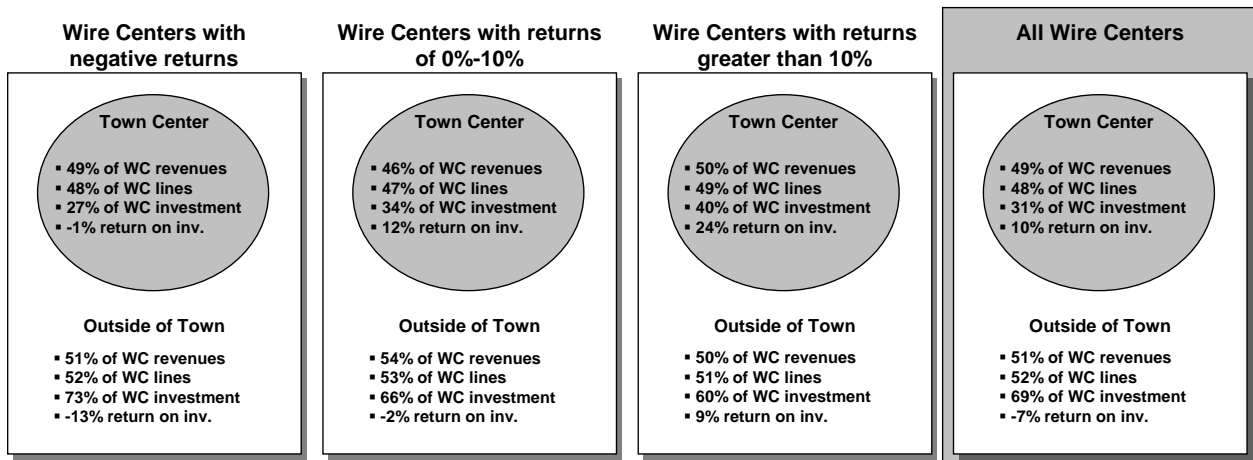 Wire Centers with
negative returns
Town Center
▪ 49% of WC revenues
▪ 48% of WC lines
▪ 27% of WC investment
▪ -1% return on inv.
Outside of Town
▪ 51% of WC revenues
▪ 52% of WC lines
▪ 73% of WC investment
▪ -13% return on inv.
Wire Centers with returns
of 0%-10%
Town Center
▪ 46% of WC revenues
▪ 47% of WC lines
▪ 34% of WC investment
▪ 12% return on inv.
Outside of Town
▪ 54% of WC revenues
▪ 53% of WC lines
▪ 66% of WC investment
▪ -2% return on inv.
Wire Centers with returns
greater than 10%
Town Center
▪ 50% of WC revenues
▪ 49% of WC lines
▪ 40% of WC investment
▪ 24% return on inv.
Outside of Town
▪ 50% of WC revenues
▪ 51% of WC lines
▪ 60% of WC investment
▪ 9% return on inv.
All Wire Centers
Town Center
▪ 49% of WC revenues
▪ 48% of WC lines
▪ 31% of WC investment
▪ 10% return on inv.
Outside of Town
▪ 51% of WC revenues
▪ 52% of WC lines
▪ 69% of WC investment
▪ -7% return on inv.